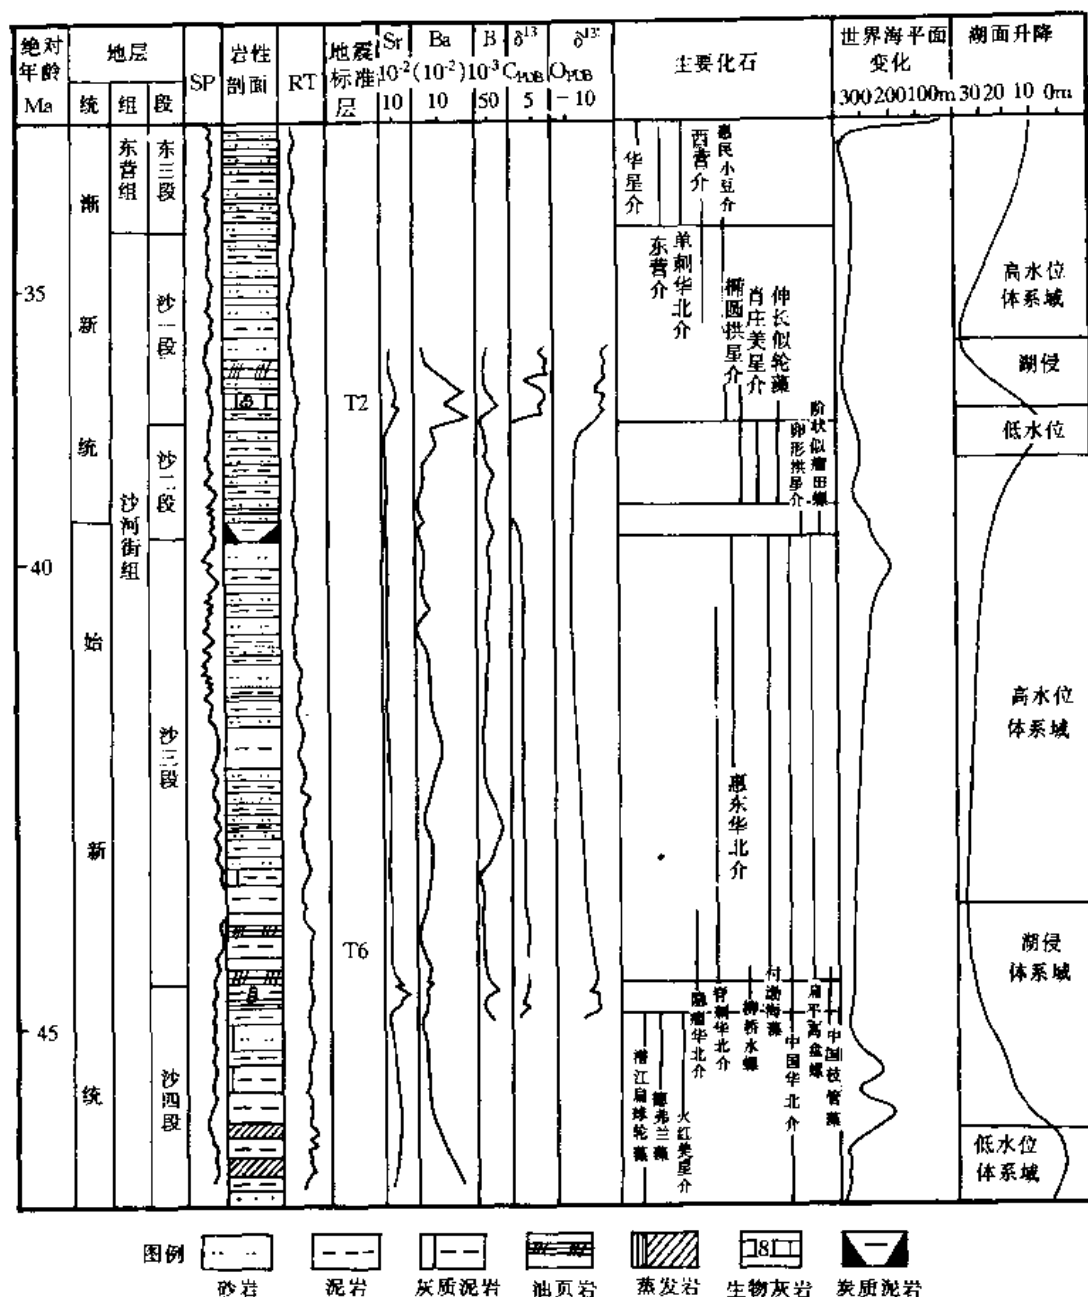 绝对年龄 Ma
地层
统 组 段
SP
岩性剖面
RT
地震标准层
Sr 10-2 10
Ba (10-2) 10
B 10-3 50
δ13 CPDB 5
δ13' OPDB -10
主要化石
世界海平面变化
300 200 100m
湖面升降
30 20 10 0m
35
40
45
渐新统
始新统
东营组
沙河街组
东三段
沙一段
沙二段
沙三段
沙四段
T2
T6
华星介
东营介
单刺华北介
西营介
惠民小豆介
椭圆拱星介
肖庄美星介
伸长似轮藻
卵形拱星介
阶状似瘤田螺
惠东华北介
隐瘤华北介
脊刺华北介
柳桥水螺
村渤海藻
中国华北介
扁平高盘螺
中国枝管藻
潜江扁球轮藻
德弗兰藻
火红美星介
高水位体系域
湖侵
低水位
高水位体系域
湖侵体系域
低水位体系域
图例
砂岩
泥岩
灰质泥岩
油页岩
蒸发岩
生物灰岩
炭质泥岩